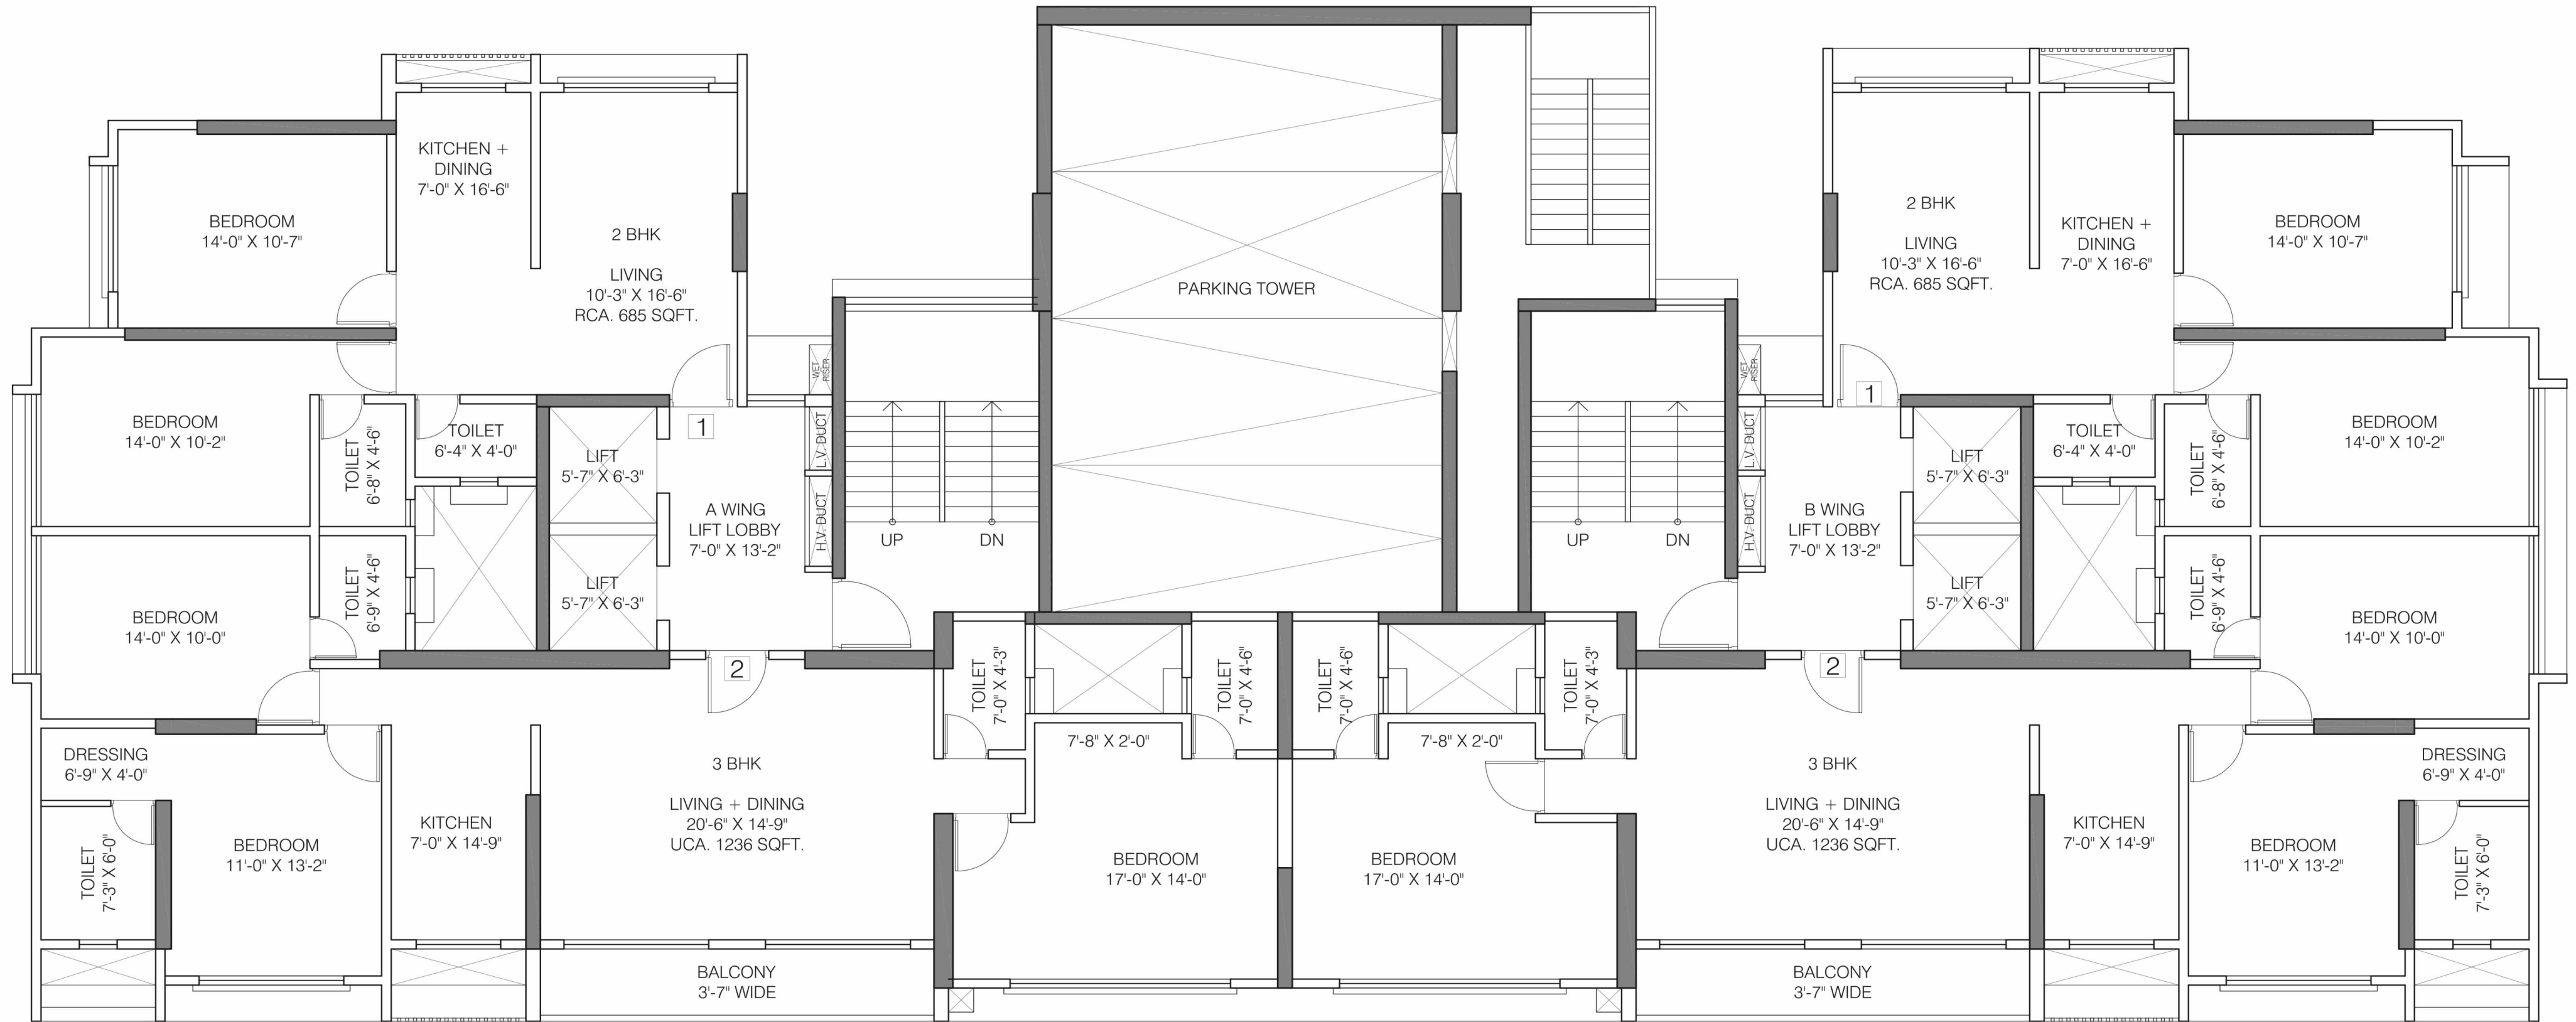 BEDROOM
14'-0" X 10'-7"
KITCHEN +
DINING
7'-0" X 16'-6"
2 BHK
LIVING
10'-3" X 16'-6"
RCA. 685 SQFT.
BEDROOM
14'-0" X 10'-2"
TOILET
6'-8" X 4'-6"
TOILET
6'-4" X 4'-0"
LIFT
5'-7" X 6'-3"
LIFT
5'-7" X 6'-3"
1
A WING
LIFT LOBBY
7'-0" X 13'-2"
WET
RISER
L.V. DUCT
H.V. DUCT
UP
DN
BEDROOM
14'-0" X 10'-0"
TOILET
6'-9" X 4'-6"
2
DRESSING
6'-9" X 4'-0"
TOILET
7'-3" X 6'-0"
BEDROOM
11'-0" X 13'-2"
KITCHEN
7'-0" X 14'-9"
3 BHK
LIVING + DINING
20'-6" X 14'-9"
UCA. 1236 SQFT.
BALCONY
3'-7" WIDE
TOILET
7'-0" X 4'-3"
7'-8" X 2'-0"
TOILET
7'-0" X 4'-6"
BEDROOM
17'-0" X 14'-0"
PARKING TOWER
2 BHK
LIVING
10'-3" X 16'-6"
RCA. 685 SQFT.
KITCHEN +
DINING
7'-0" X 16'-6"
BEDROOM
14'-0" X 10'-7"
WET
RISER
L.V. DUCT
H.V. DUCT
UP
DN
1
B WING
LIFT LOBBY
7'-0" X 13'-2"
LIFT
5'-7" X 6'-3"
LIFT
5'-7" X 6'-3"
TOILET
6'-4" X 4'-0"
TOILET
6'-8" X 4'-6"
BEDROOM
14'-0" X 10'-2"
TOILET
6'-9" X 4'-6"
BEDROOM
14'-0" X 10'-0"
2
TOILET
7'-0" X 4'-6"
7'-8" X 2'-0"
TOILET
7'-0" X 4'-3"
BEDROOM
17'-0" X 14'-0"
3 BHK
LIVING + DINING
20'-6" X 14'-9"
UCA. 1236 SQFT.
BALCONY
3'-7" WIDE
KITCHEN
7'-0" X 14'-9"
BEDROOM
11'-0" X 13'-2"
DRESSING
6'-9" X 4'-0"
TOILET
7'-3" X 6'-0"